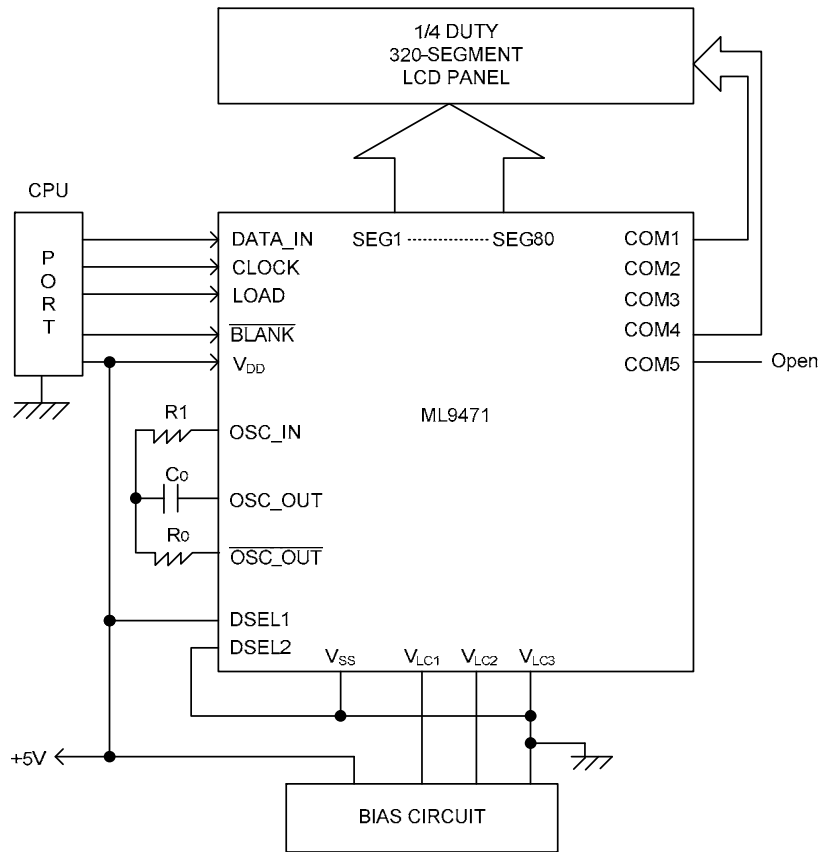 1/4 DUTY
320-SEGMENT
LCD PANEL
CPU
PORT
DATA_IN
CLOCK
LOAD
BLANK
VDD
SEG1 ---------- SEG80
COM1
COM2
COM3
COM4
COM5
Open
ML9471
R1
OSC_IN
C0
OSC_OUT
R0
OSC_OUT
DSEL1
DSEL2
VSS
VLC1
VLC2
VLC3
+5V
BIAS CIRCUIT